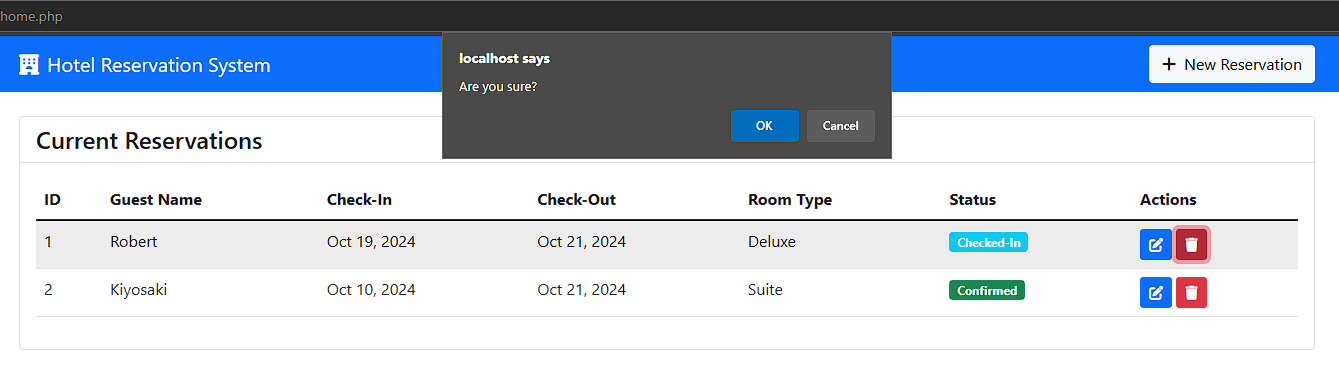 home.php
Hotel Reservation System
localhost says
Are you sure?
OK Cancel
+ New Reservation
Current Reservations
ID Guest Name Check-In Check-Out Room Type Status Actions
1 Robert Oct 19, 2024 Oct 21, 2024 Deluxe Checked-In
2 Kiyosaki Oct 10, 2024 Oct 21, 2024 Suite Confirmed